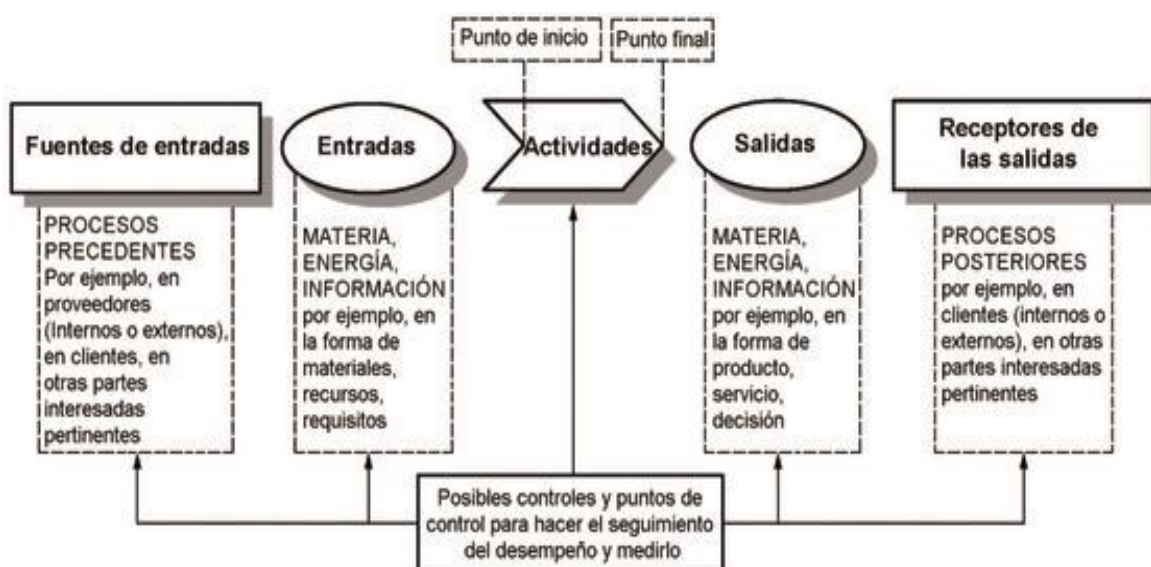 Punto de inicio
Punto final
Fuentes de entradas
Entradas
Actividades
Salidas
Receptores de
las salidas
PROCESOS
PRECEDENTES
Por ejemplo, en
proveedores
(Internos o externos),
en clientes, en
otras partes
interesadas
pertinentes
MATERIA,
ENERGÍA,
INFORMACIÓN
por ejemplo, en
la forma de
materiales,
recursos,
requisitos
MATERIA,
ENERGÍA,
INFORMACIÓN
por ejemplo, en
la forma de
producto,
servicio,
decisión
PROCESOS
POSTERIORES
por ejemplo, en
clientes (internos o
externos), en otras
partes interesadas
pertinentes
Posibles controles y puntos de
control para hacer el seguimiento
del desempeño y medirlo